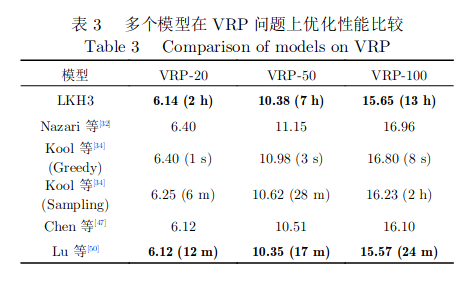 表 3 多个模型在 VRP 问题上优化性能比较
Table 3 Comparison of models on VRP
模型 VRP-20 VRP-50 VRP-100
LKH3 6.14 (2 h) 10.38 (7 h) 15.65 (13 h)
Nazari 等[32] 6.40 11.15 16.96
Kool 等[34] (Greedy) 6.40 (1 s) 10.98 (3 s) 16.80 (8 s)
Kool 等[34] (Sampling) 6.25 (6 m) 10.62 (28 m) 16.23 (2 h)
Chen 等[47] 6.12 10.51 16.10
Lu 等[50] 6.12 (12 m) 10.35 (17 m) 15.57 (24 m)